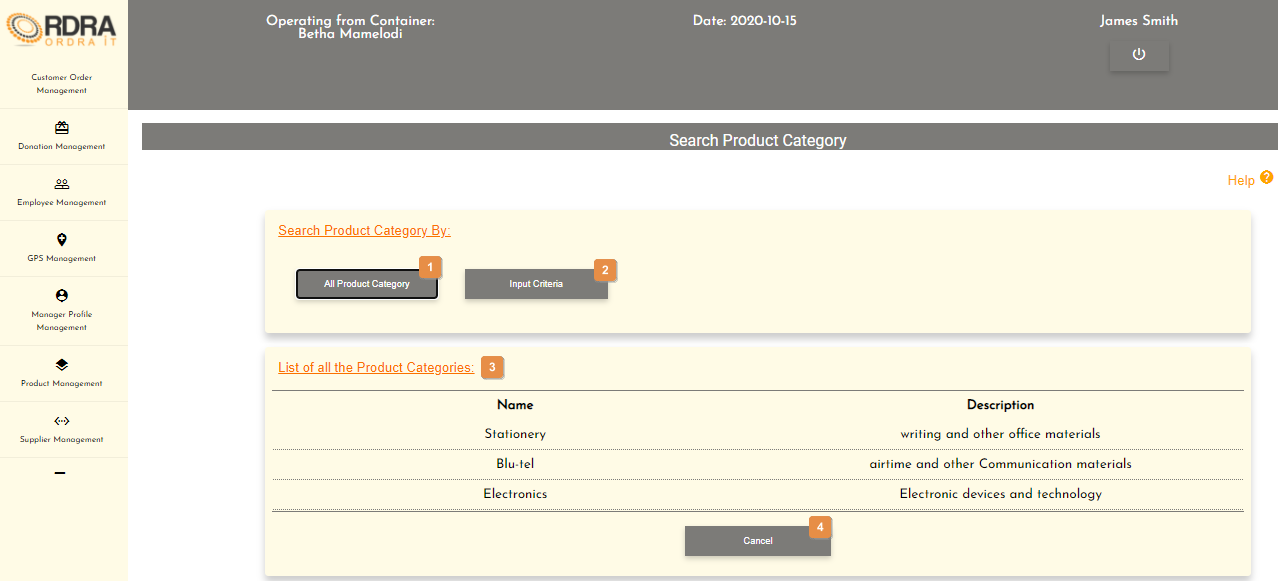 RDRA
ORDRA IT
Operating from Container:
Betha Mamelodi
Date: 2020-10-15
James Smith
Customer Order
Management
Donation Management
Employee Management
GPS Management
Manager Profile
Management
Product Management
Supplier Management
Search Product Category
Help ?
Search Product Category By:
All Product Category 1
Input Criteria 2
List of all the Product Categories: 3
Name Description
Stationery writing and other office materials
Blu-tel airtime and other Communication materials
Electronics Electronic devices and technology
Cancel 4